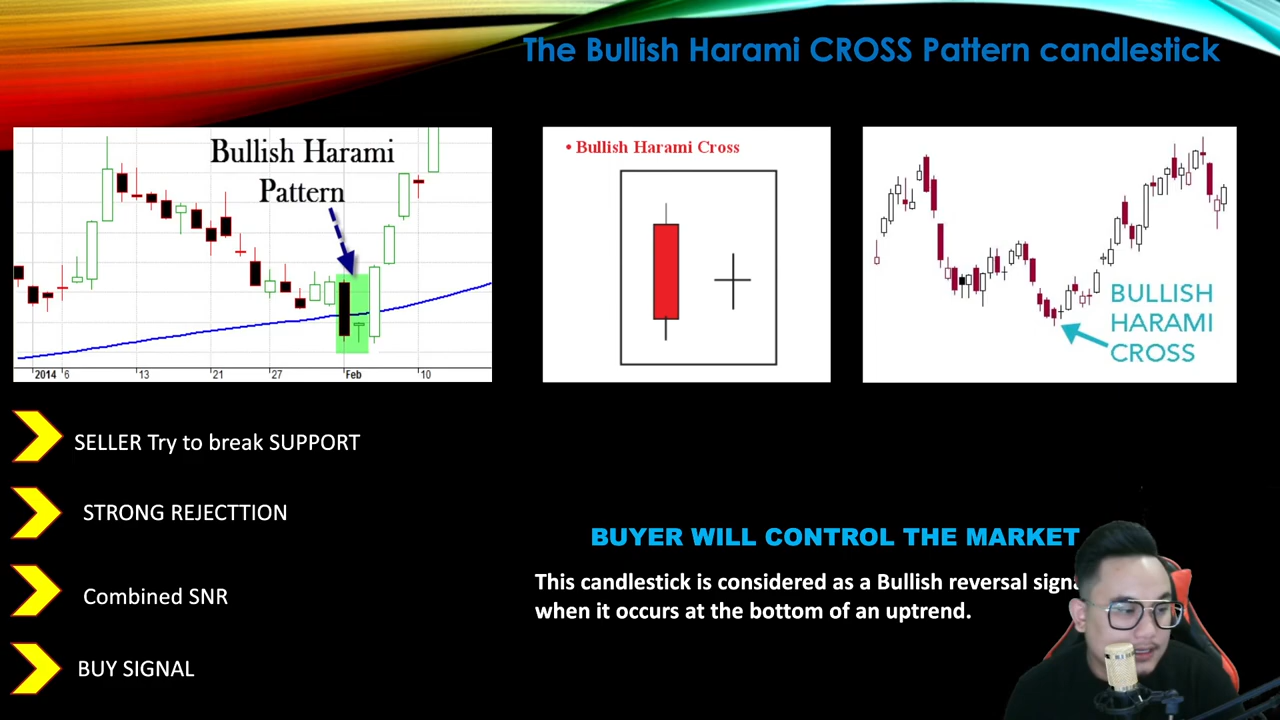 The Bullish Harami CROSS Pattern candlestick
Bullish Harami
Pattern
2014 6 13 21 27 Feb 10
• Bullish Harami Cross
BULLISH
HARAMI
CROSS
SELLER Try to break SUPPORT
STRONG REJECTTION
Combined SNR
BUY SIGNAL
BUYER WILL CONTROL THE MARKET
This candlestick is considered as a Bullish reversal
when it occurs at the bottom of an uptrend.